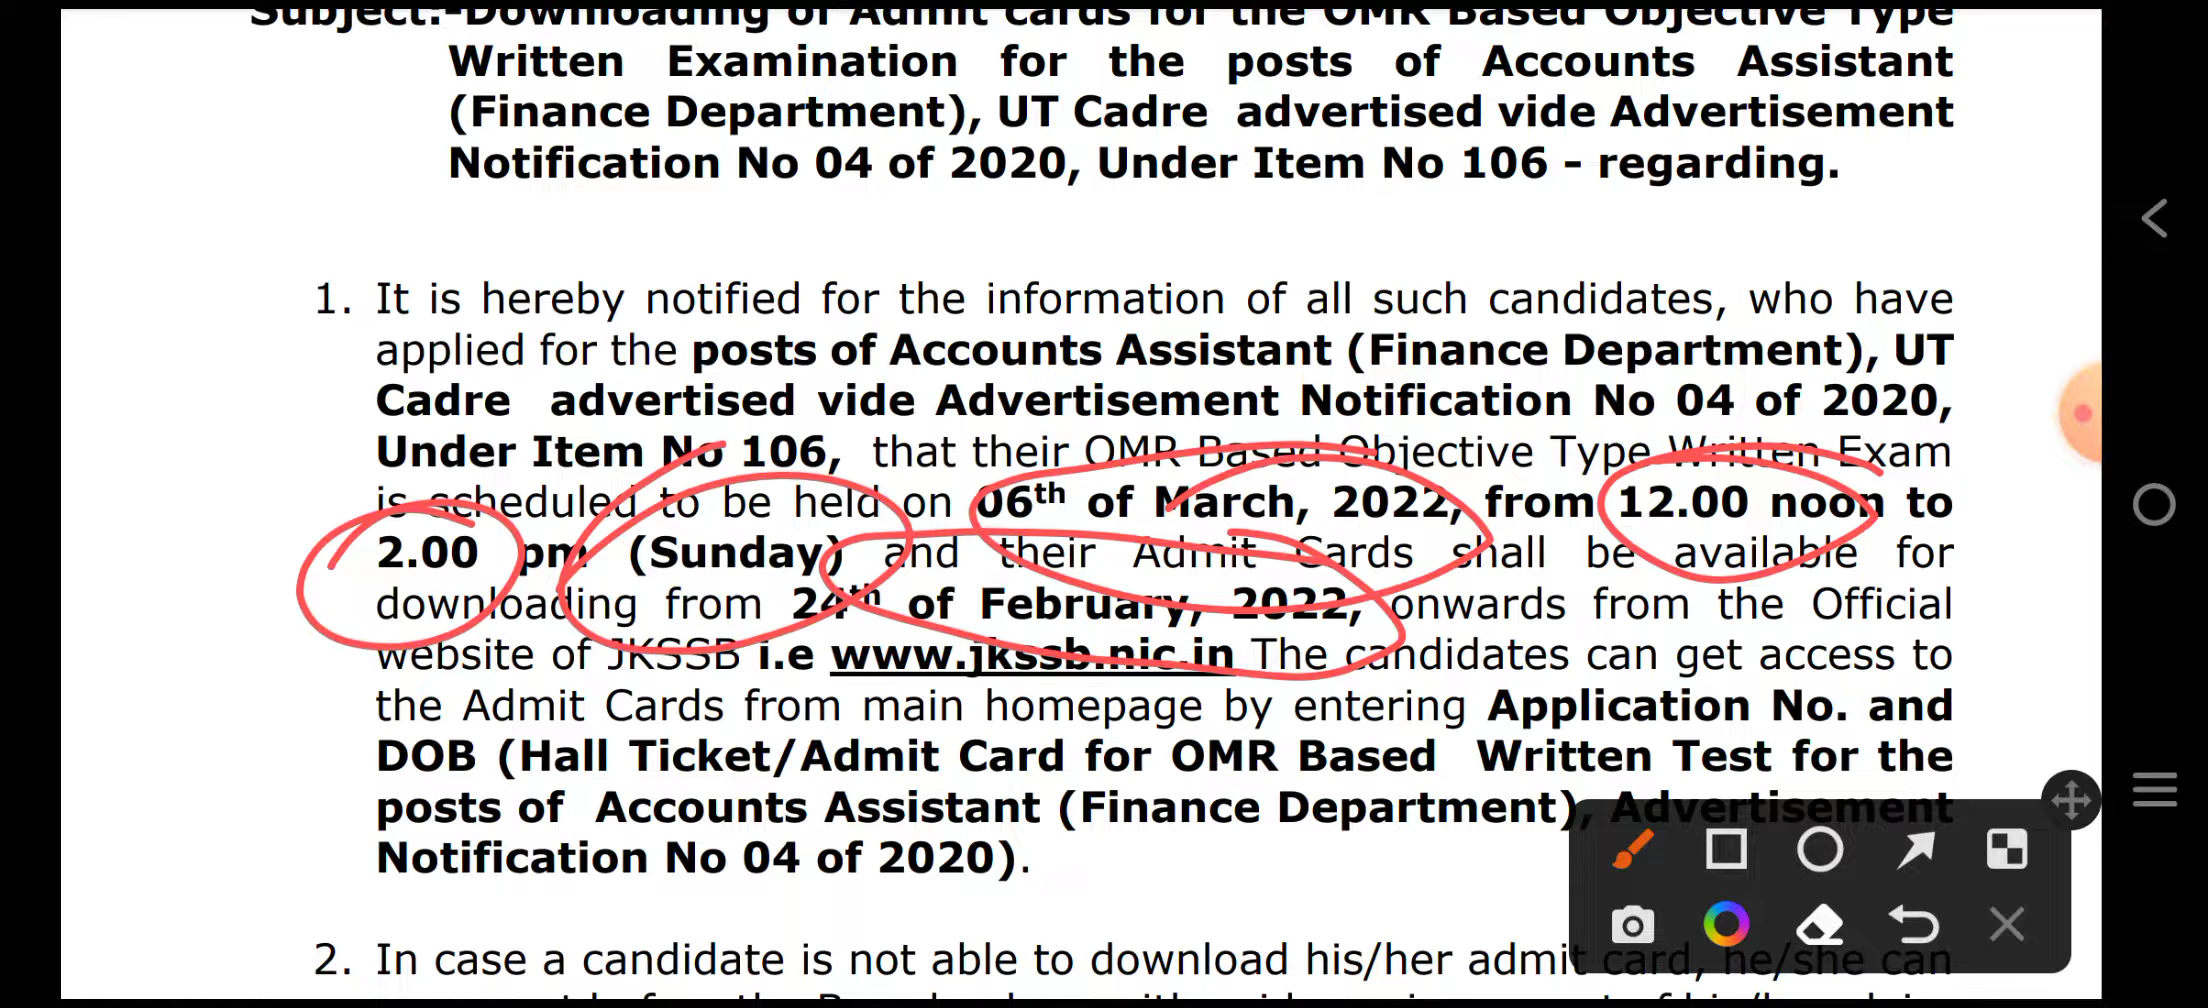 Subject:-Downloading of Admit cards for the OMR Based Objective Type
Written Examination for the posts of Accounts Assistant
(Finance Department), UT Cadre advertised vide Advertisement
Notification No 04 of 2020, Under Item No 106 - regarding.
1. It is hereby notified for the information of all such candidates, who have
applied for the posts of Accounts Assistant (Finance Department), UT
Cadre advertised vide Advertisement Notification No 04 of 2020,
Under Item No 106, that their OMR Based Objective Type Written Exam
is scheduled to be held on 06th of March, 2022, from 12.00 noon to
2.00 pm (Sunday) and their Admit Cards shall be available for
downloading from 24th of February, 2022, onwards from the Official
website of JKSSB i.e www.jkssb.nic.in The candidates can get access to
the Admit Cards from main homepage by entering Application No. and
DOB (Hall Ticket/Admit Card for OMR Based Written Test for the
posts of Accounts Assistant (Finance Department), Advertisement
Notification No 04 of 2020).
2. In case a candidate is not able to download his/her admit card, he/she can